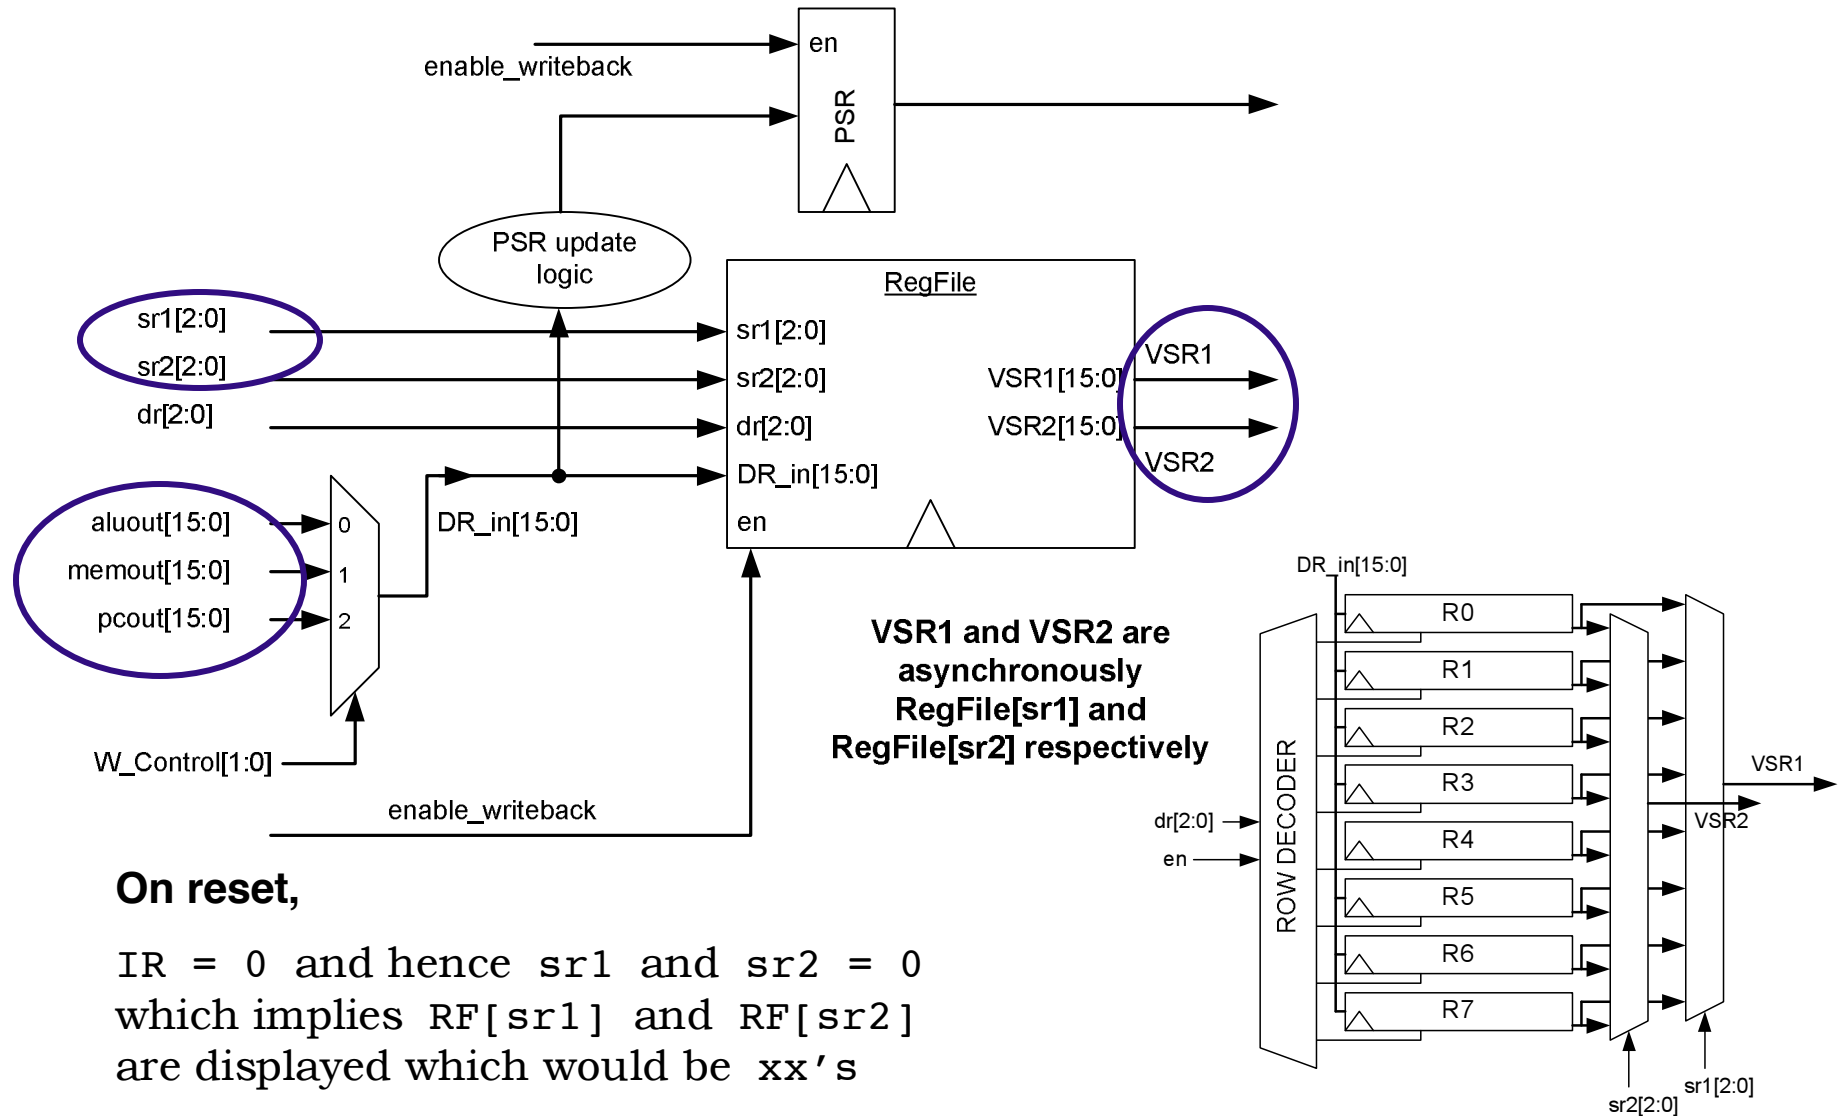 en
enable_writeback
PSR
PSR update
logic
RegFile
sr1[2:0]
sr2[2:0]
dr[2:0]
sr1[2:0]
sr2[2:0]
dr[2:0]
DR_in[15:0]
en
VSR1[15:0]
VSR2[15:0]
VSR1
VSR2
aluout[15:0]
memout[15:0]
pcout[15:0]
0
1
2
DR_in[15:0]
W_Control[1:0]
enable_writeback
VSR1 and VSR2 are
asynchronously
RegFile[sr1] and
RegFile[sr2] respectively
DR_in[15:0]
R0
R1
R2
R3
R4
R5
R6
R7
ROW DECODER
dr[2:0]
en
VSR1
VSR2
sr1[2:0]
sr2[2:0]
On reset,
IR = 0 and hence sr1 and sr2 = 0
which implies RF[sr1] and RF[sr2]
are displayed which would be xx's